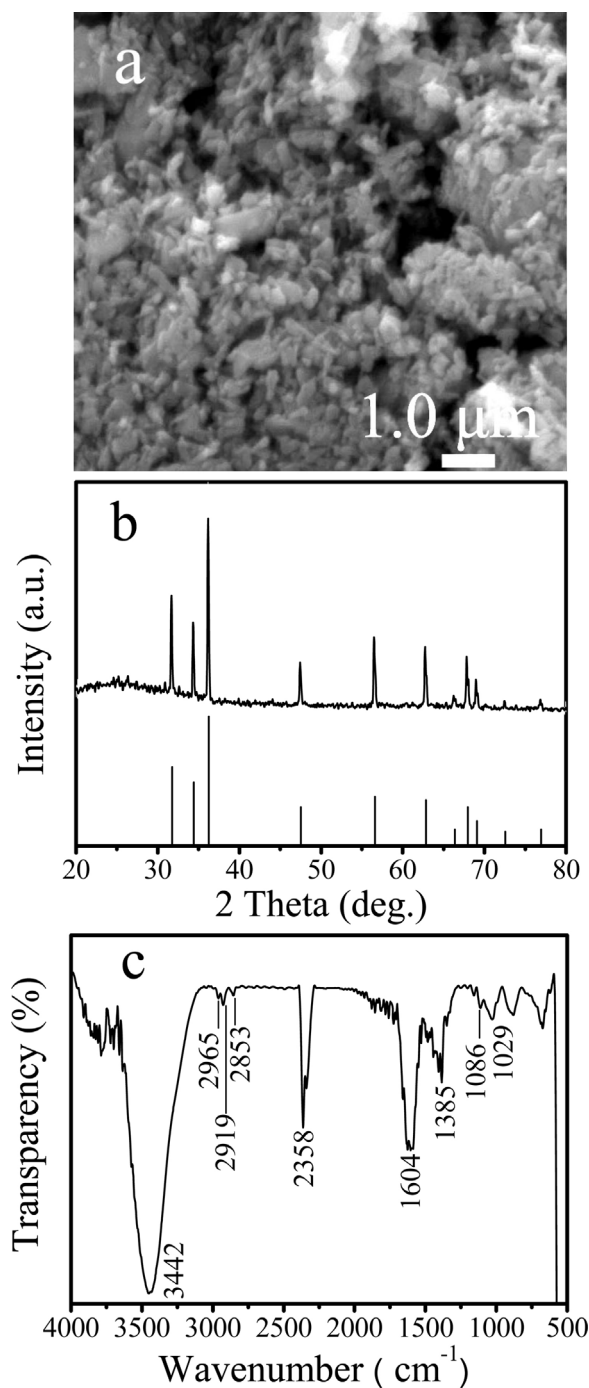 a
1.0 μm
b
Intensity (a.u.)
20 30 40 50 60 70 80
2 Theta (deg.)
c
Transparency (%)
3442
2965
2919
2853
2358
1604
1385
1086
1029
4000 3500 3000 2500 2000 1500 1000 500
Wavenumber ( cm-1)